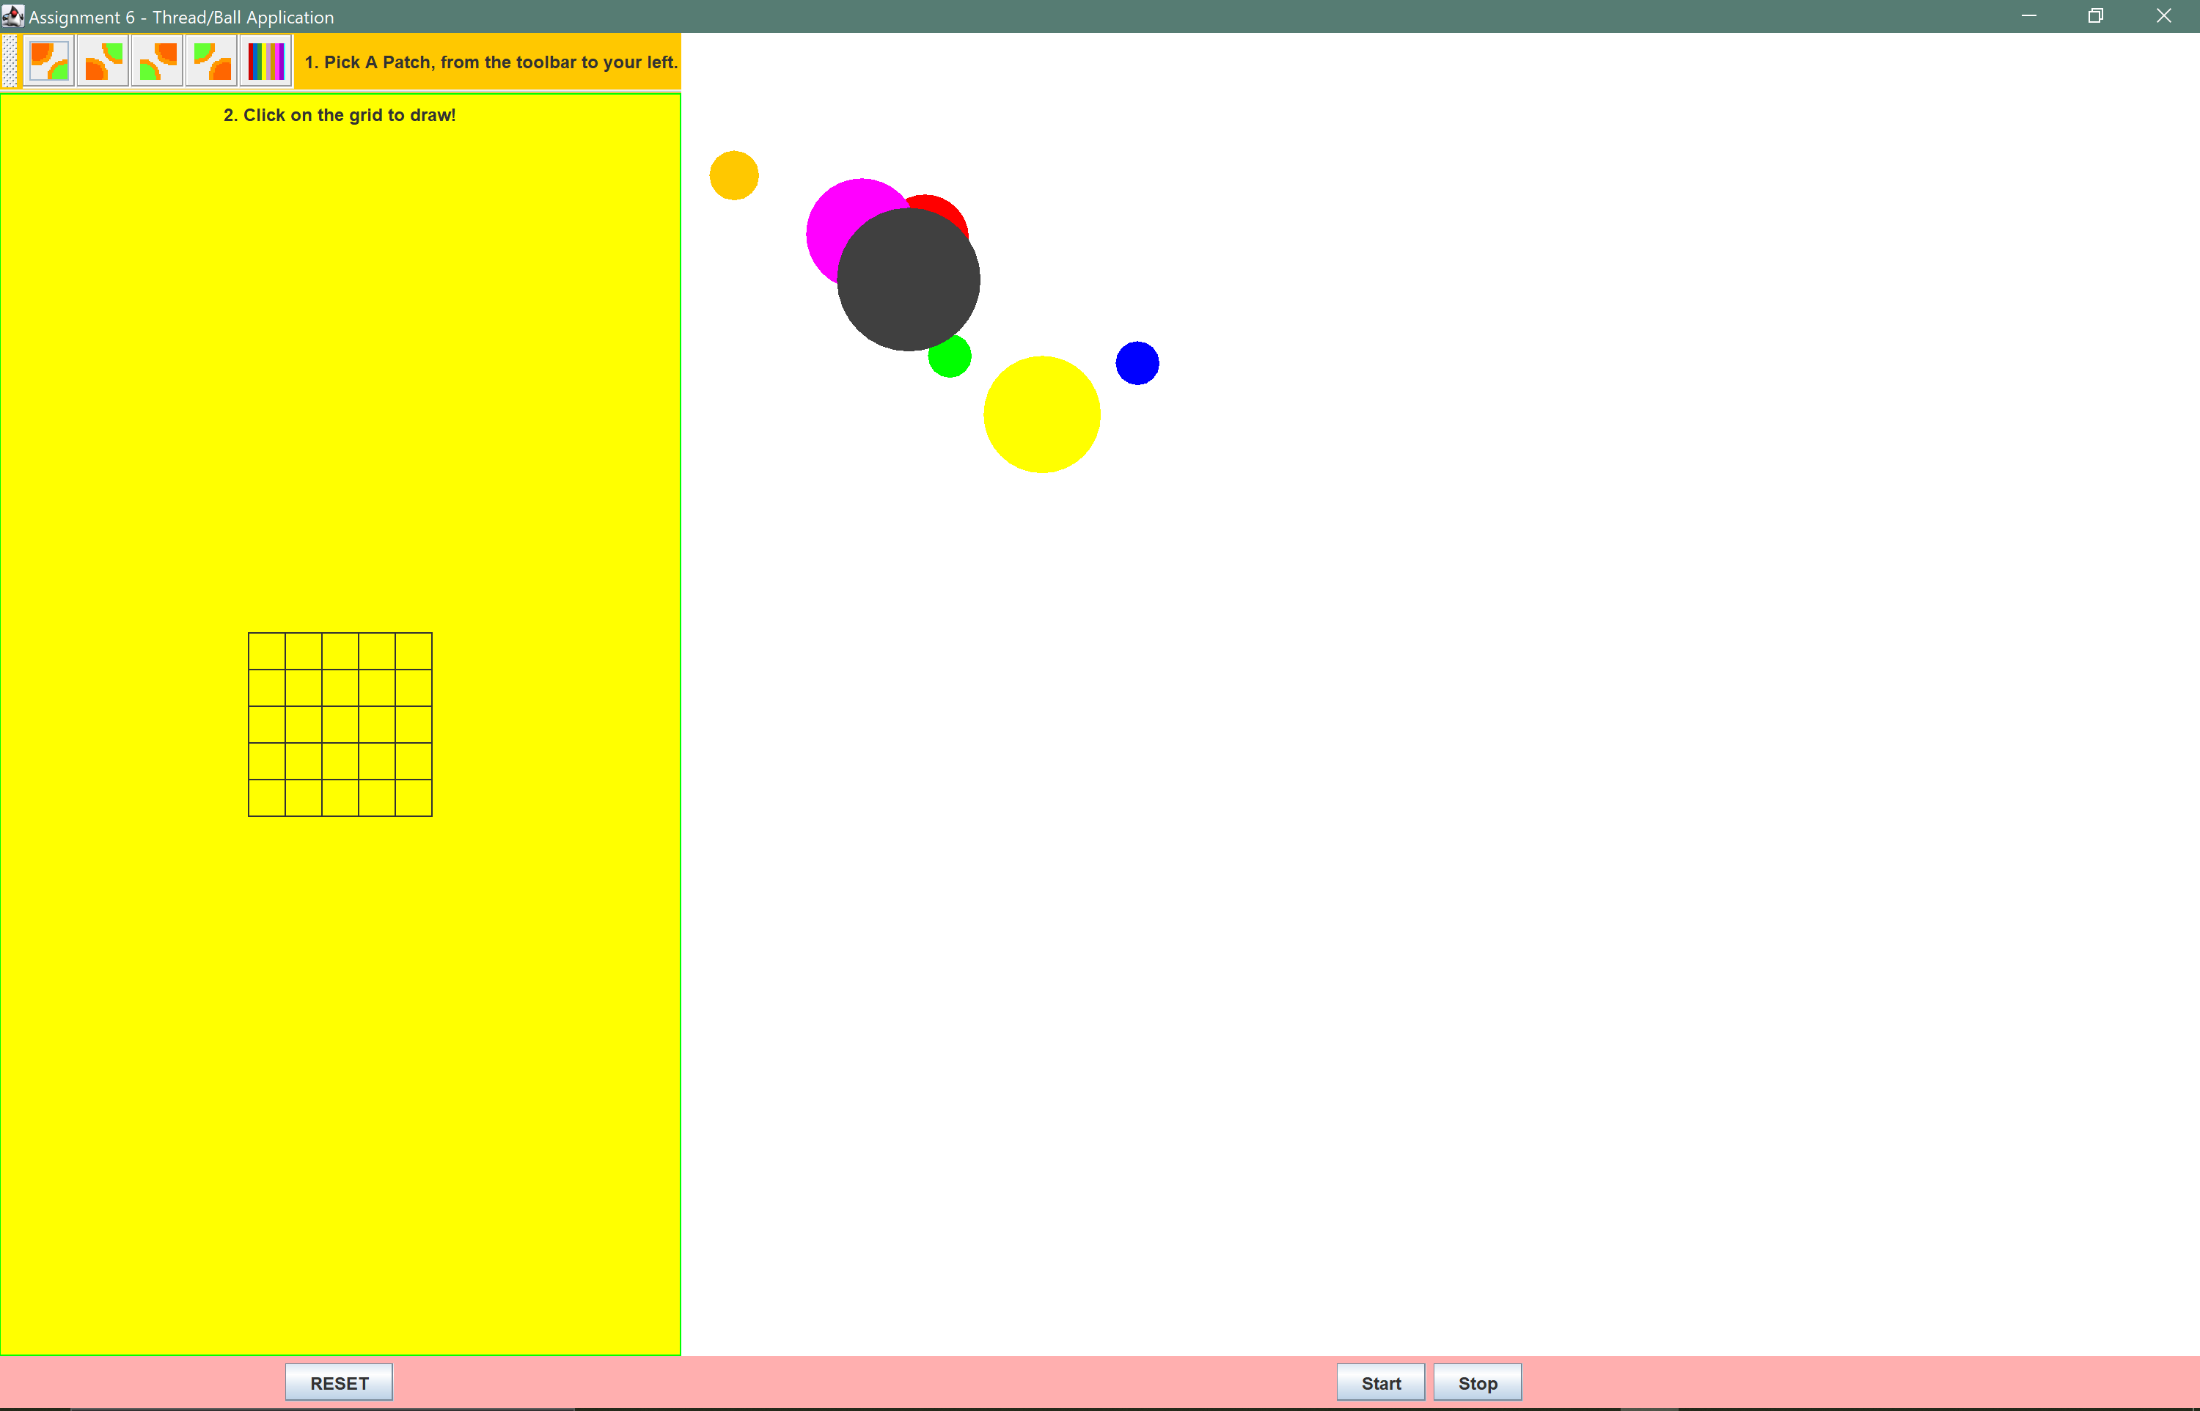 Assignment 6 - Thread/Ball Application
1. Pick A Patch, from the toolbar to your left.
2. Click on the grid to draw!
RESET
Start
Stop